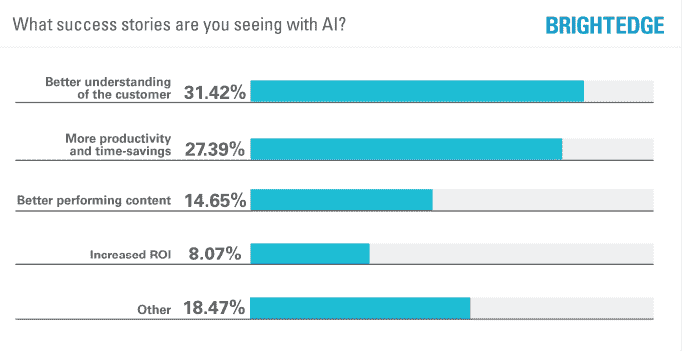 What success stories are you seeing with AI?
BRIGHTEDGE
Better understanding
of the customer
31.42%
More productivity
and time-savings
27.39%
Better performing content
14.65%
Increased ROI
8.07%
Other
18.47%